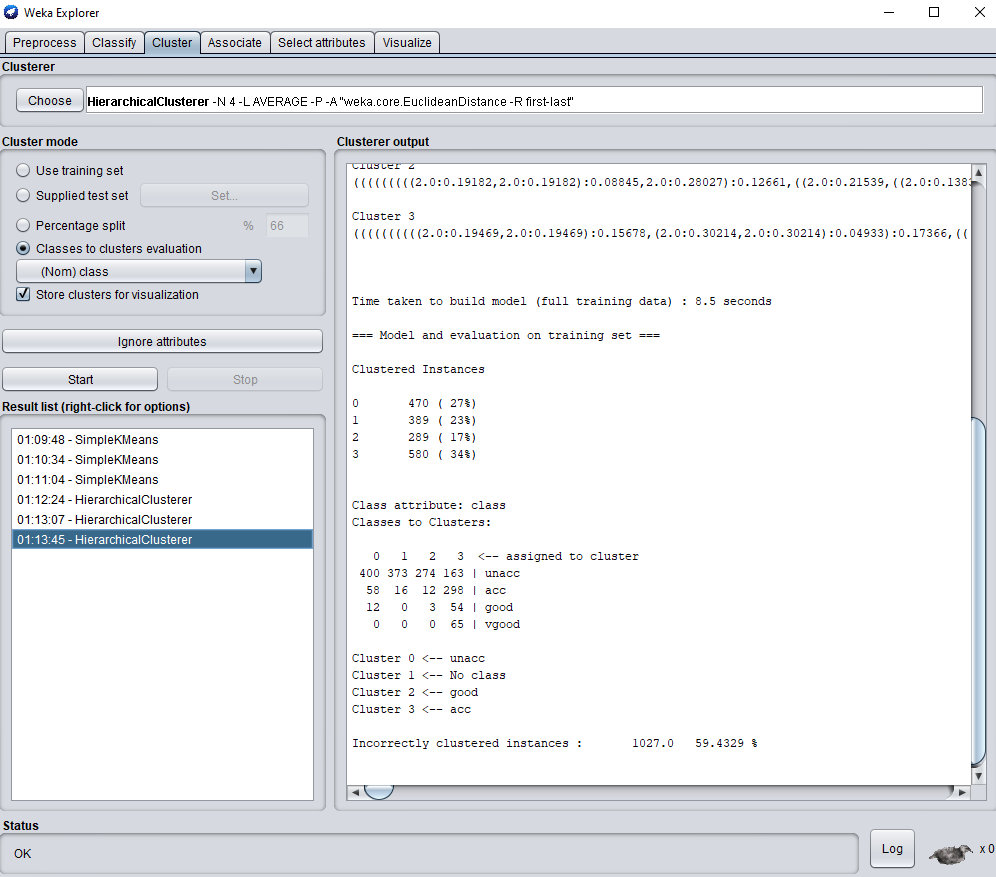 Weka Explorer
Preprocess Classify Cluster Associate Select attributes Visualize
Clusterer
Choose HierarchicalClusterer -N 4 -L AVERAGE -P -A "weka.core.EuclideanDistance -R first-last"
Cluster mode
Use training set
Supplied test set Set...
Percentage split % 66
Classes to clusters evaluation
(Nom) class
Store clusters for visualization
Ignore attributes
Start Stop
Result list (right-click for options)
01:09:48 - SimpleKMeans
01:10:34 - SimpleKMeans
01:11:04 - SimpleKMeans
01:12:24 - HierarchicalClusterer
01:13:07 - HierarchicalClusterer
01:13:45 - HierarchicalClusterer
Clusterer output
Cluster 2
(((((((((2.0:0.19182,2.0:0.19182):0.08845,2.0:0.28027):0.12661,((2.0:0.21539,((2.0:0.138
Cluster 3
((((((((((2.0:0.19469,2.0:0.19469):0.15678,(2.0:0.30214,2.0:0.30214):0.04933):0.17366,((
Time taken to build model (full training data) : 8.5 seconds
=== Model and evaluation on training set ===
Clustered Instances
0 470 ( 27%)
1 389 ( 23%)
2 289 ( 17%)
3 580 ( 34%)
Class attribute: class
Classes to Clusters:
0 1 2 3 <-- assigned to cluster
400 373 274 163 | unacc
58 16 12 298 | acc
12 0 3 54 | good
0 0 0 65 | vgood
Cluster 0 <-- unacc
Cluster 1 <-- No class
Cluster 2 <-- good
Cluster 3 <-- acc
Incorrectly clustered instances : 1027.0 59.4329 %
Status
OK
Log x 0